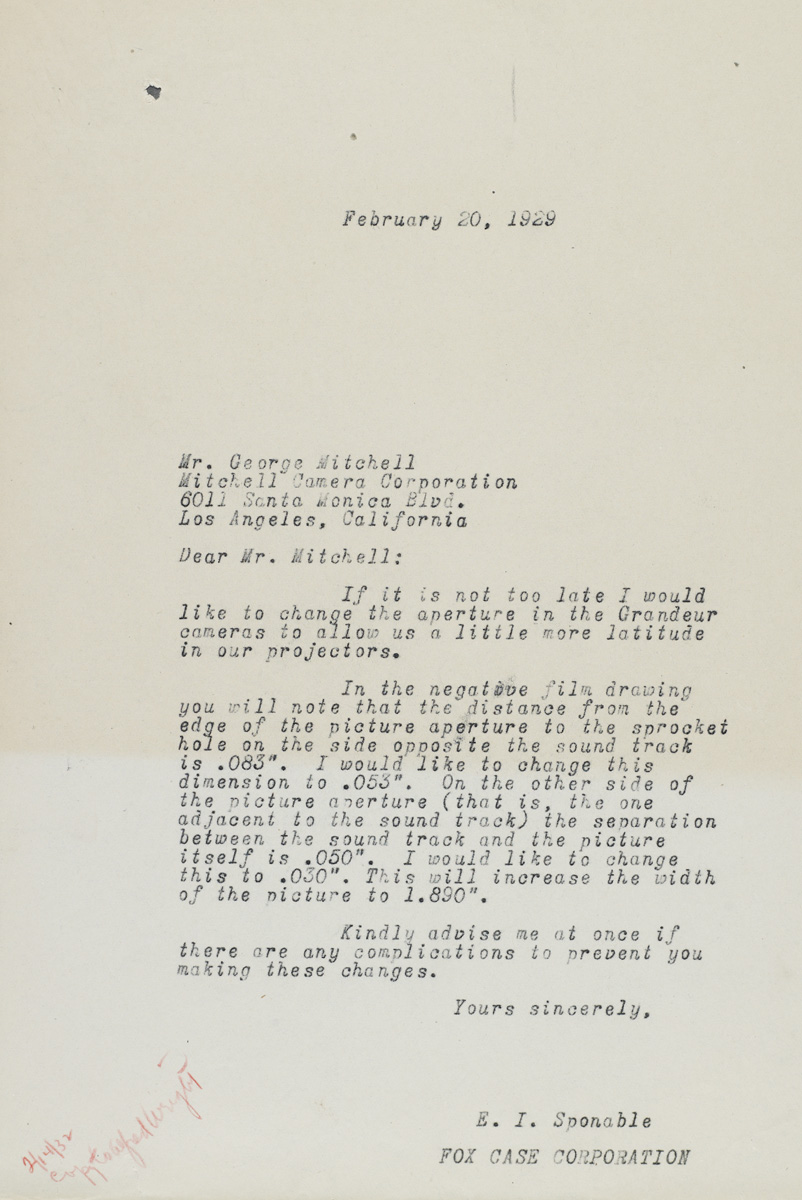 February 20, 1929
Mr. George Mitchell
Mitchell Camera Corporation
6011 Santa Monica Blvd.
Los Angeles, California
Dear Mr. Mitchell:
If it is not too late I would
like to change the aperture in the Grandeur
cameras to allow us a little more latitude
in our projectors.
In the negative film drawing
you will note that the distance from the
edge of the picture aperture to the sprocket
hole on the side opposite the sound track
is .083". I would like to change this
dimension to .053". On the other side of
the picture aperture (that is, the one
adjacent to the sound track) the separation
between the sound track and the picture
itself is .050". I would like to change
this to .030". This will increase the width
of the picture to 1.890".
Kindly advise me at once if
there are any complications to prevent you
making these changes.
Yours sincerely,
E. I. Sponable
FOX CASE CORPORATION
2/14/32
copy to Alfred Wright